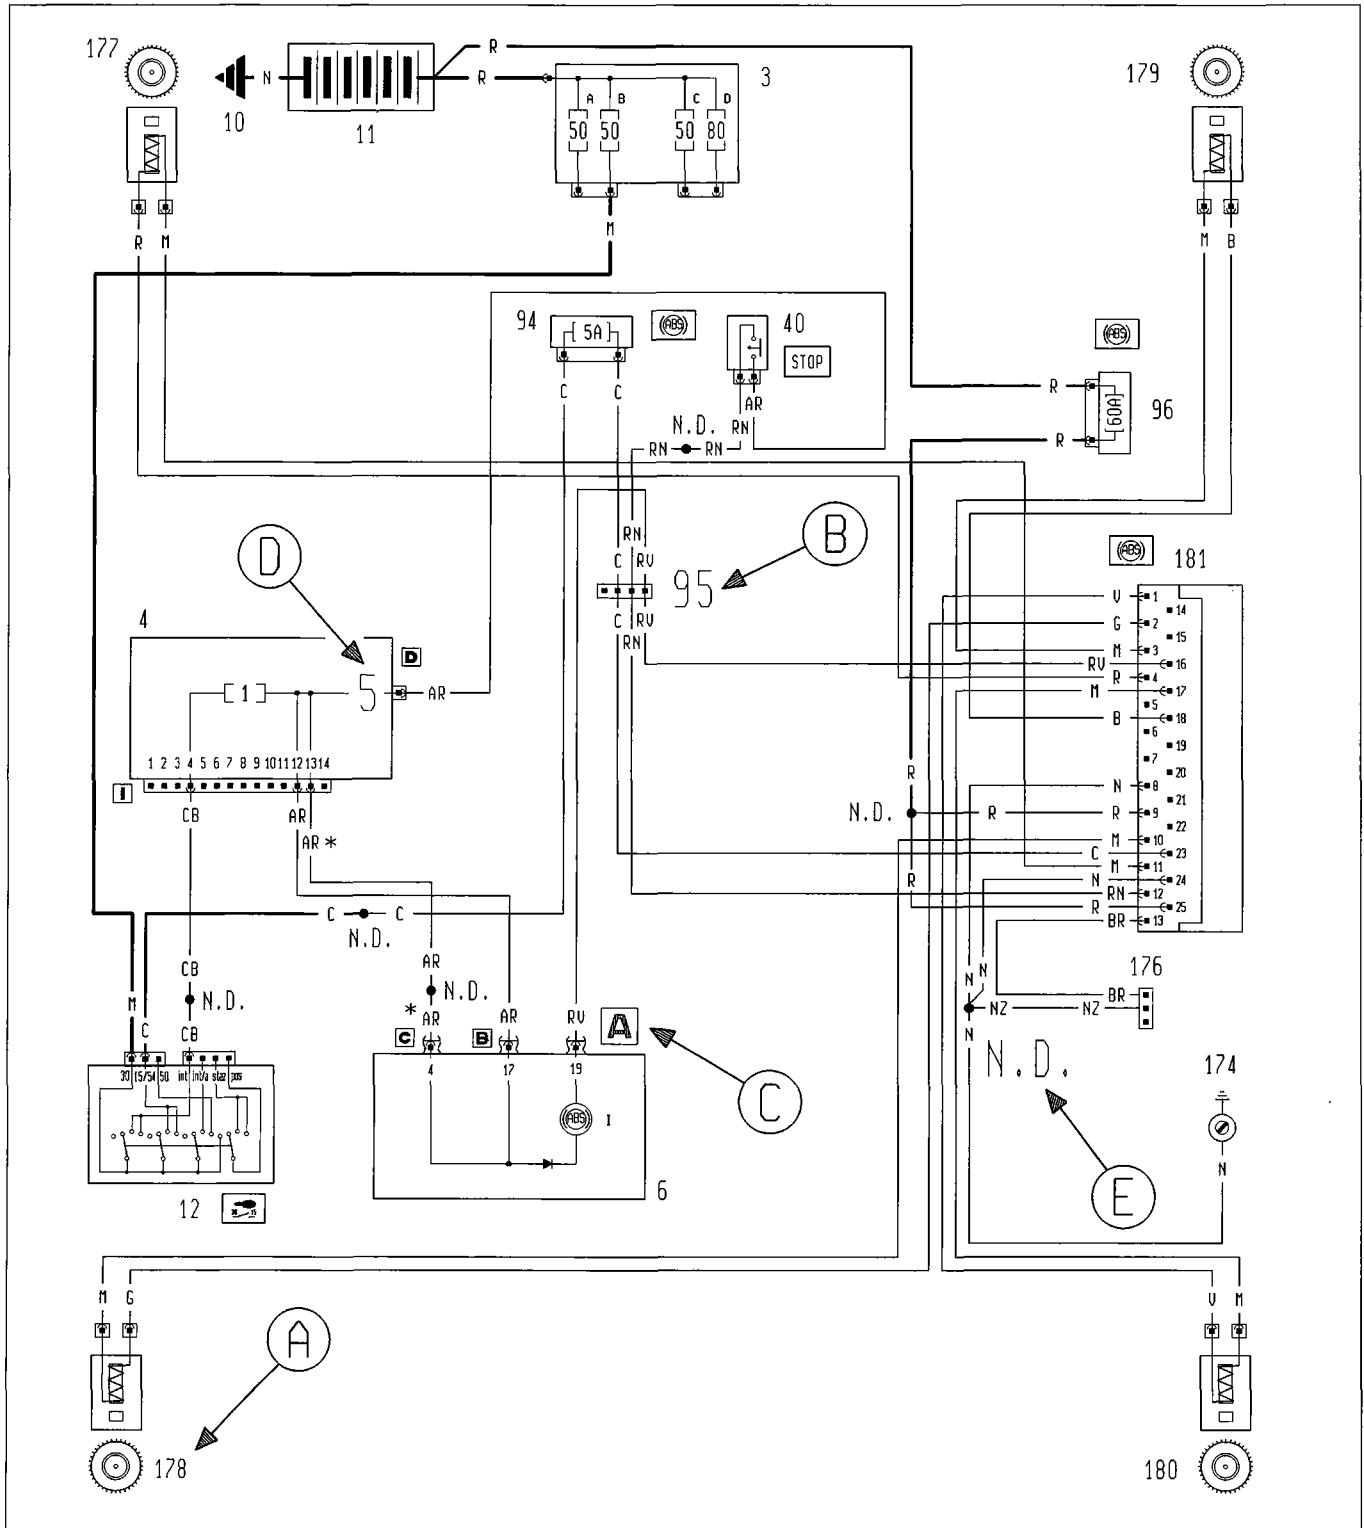 177
R
179
N
R
3
10
11
A B C D
50 50 50 80
R M
M
M B
94
5A
ABS
40
STOP
ABS
C C
AR
R
60A
96
N.D.
RN
RN RN
R
B
D
RN
C RV
95
ABS
181
C RV
RN
4
D
1
5
AR
1 2 3 4 5 6 7 8 9 10 11 12 13 14
I
CB
AR
AR *
V 1
14
G 2
15
M 3
RV 16
R 4
M 17
5
B 18
6
19
7
20
N 8
21
N.D.
R
R
R 9
22
M 10
C 23
M 11
N 24
R
RN 12
R 25
BR 13
C C
N.D.
CB
N.D.
CB
M
C
AR
N.D.
* AR
AR
RV
C
B
A
C
N
N
N
176
BR
NZ NZ
N.D.
E
174
N
30 15/54 50 int int/a staz pos
4
17
19
ABS
I
6
12
30 15
M G
A
V M
178
180